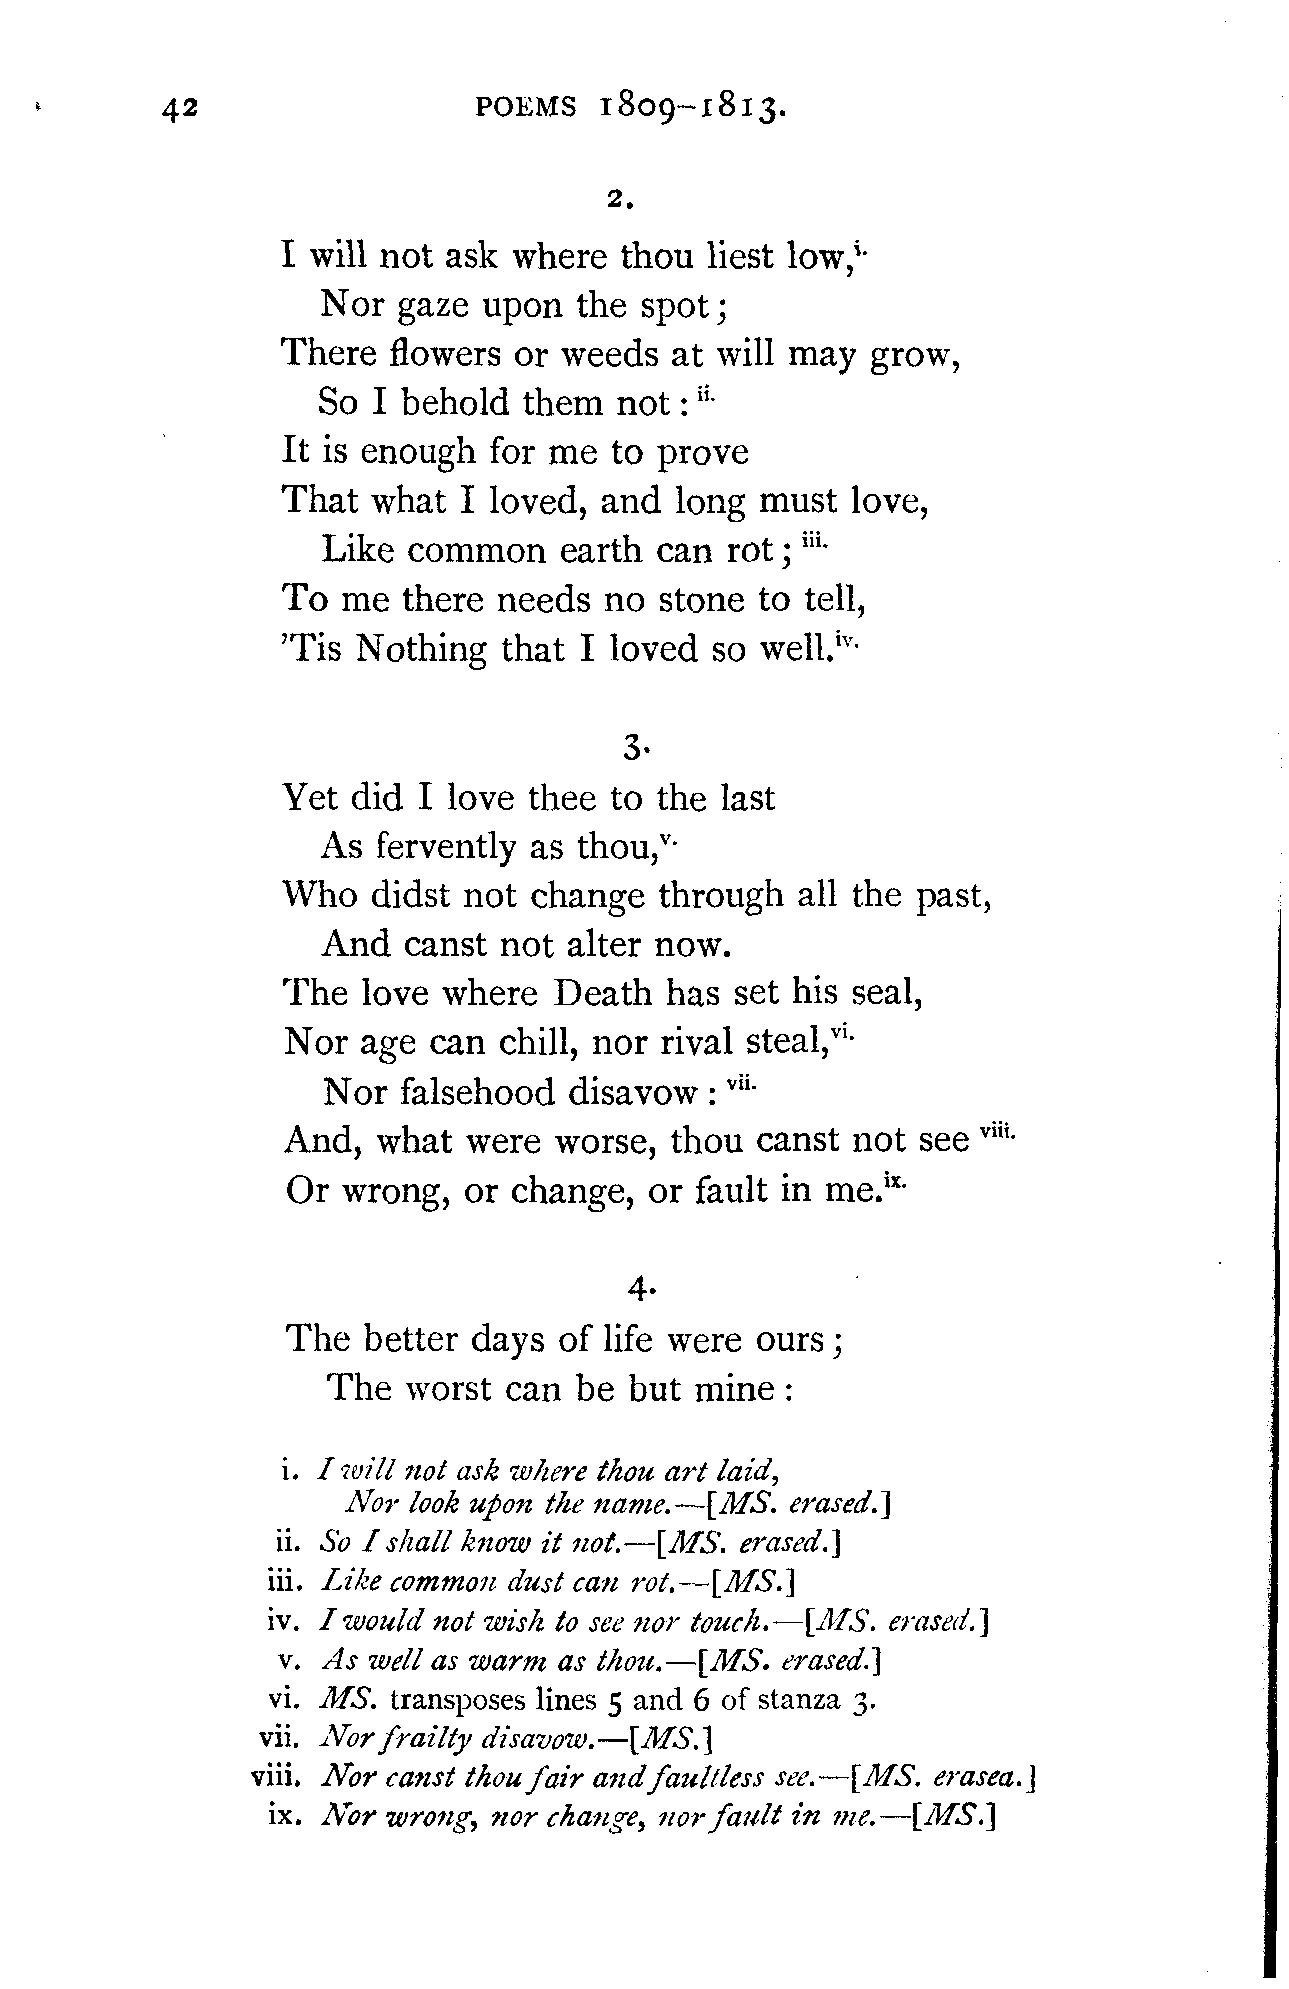 42 POEMS 1809–1813.
2.
I will not ask where thou liest low,i.
Nor gaze upon the spot;
There flowers or weeds at will may grow,
So I behold them not: ii.
It is enough for me to prove
That what I loved, and long must love,
Like common earth can rot; iii.
To me there needs no stone to tell,
’Tis Nothing that I loved so well.iv.
3.
Yet did I love thee to the last
As fervently as thou,v.
Who didst not change through all the past,
And canst not alter now.
The love where Death has set his seal,
Nor age can chill, nor rival steal,vi.
Nor falsehood disavow: vii.
And, what were worse, thou canst not see viii.
Or wrong, or change, or fault in me.ix.
4.
The better days of life were ours;
The worst can be but mine:
i. I will not ask where thou art laid,
Nor look upon the name.—[MS. erased.]
ii. So I shall know it not.—[MS. erased.]
iii. Like common dust can rot.—[MS.]
iv. I would not wish to see nor touch.—[MS. erased.]
v. As well as warm as thou.—[MS. erased.]
vi. MS. transposes lines 5 and 6 of stanza 3.
vii. Nor frailty disavow.—[MS.]
viii. Nor canst thou fair and faultless see.—[MS. erased.]
ix. Nor wrong, nor change, nor fault in me.—[MS.]